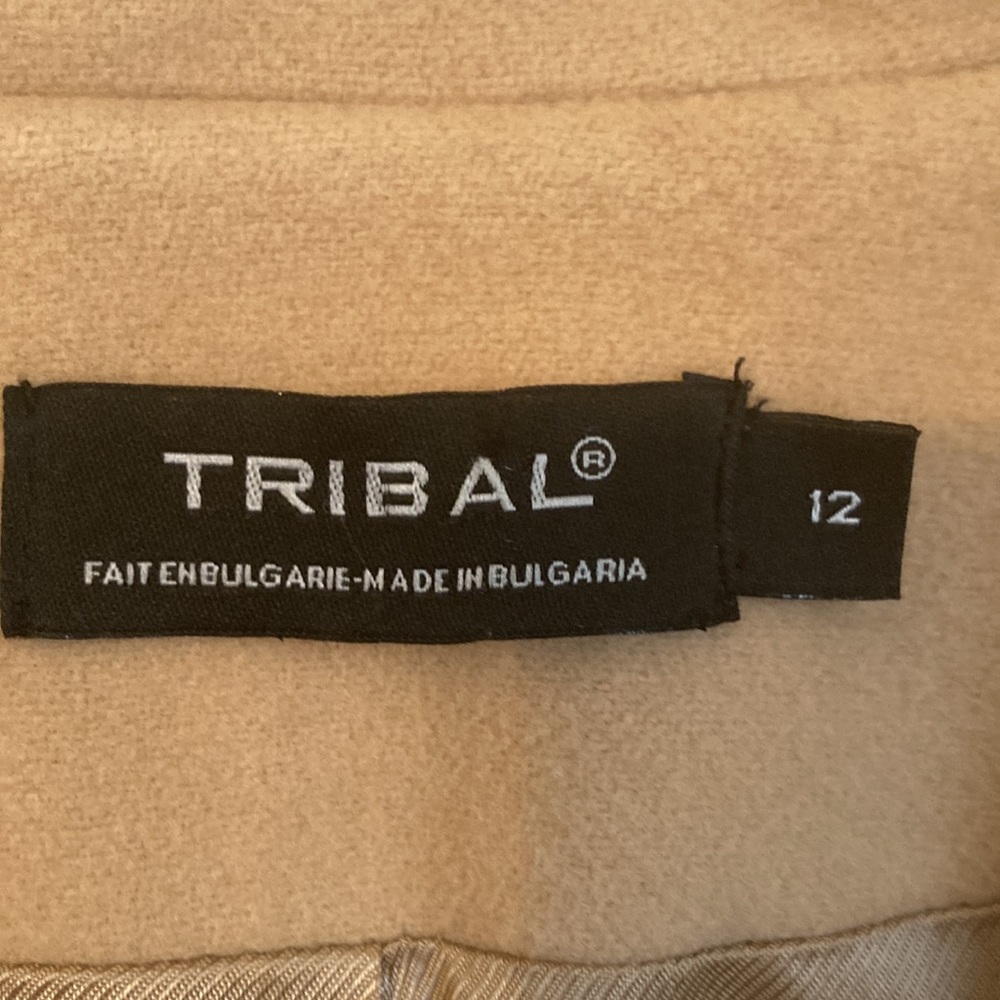 TRIBAL®
FAIT EN BULGARIE-MADE IN BULGARIA
12